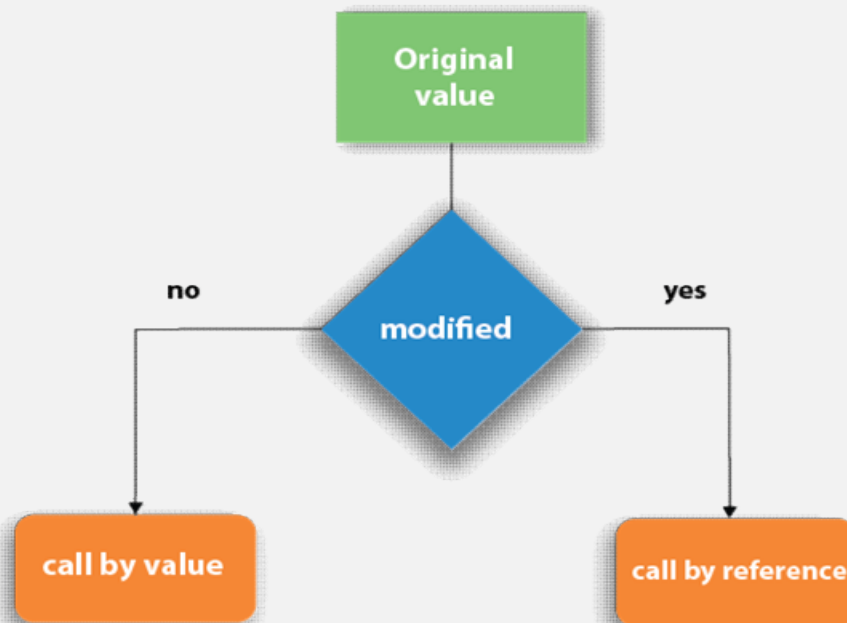 Original
value
no
yes
modified
call by value
call by reference